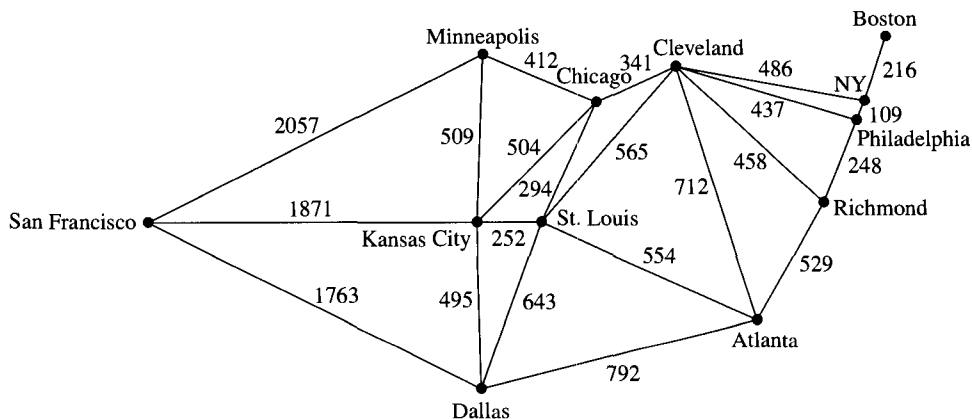 Boston
Minneapolis
Cleveland
412
341
Chicago
486
NY
216
437
109
Philadelphia
2057
509
504
565
458
248
294
712
San Francisco
1871
Kansas City
252
St. Louis
Richmond
554
529
1763
495
643
Atlanta
792
Dallas